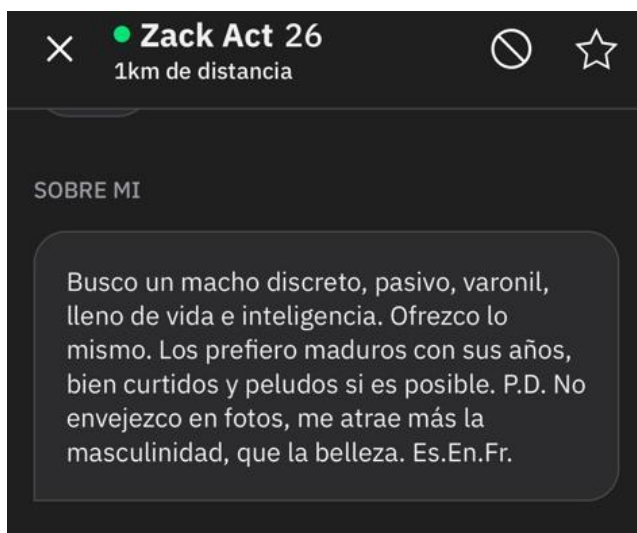 Zack Act 26
1km de distancia
SOBRE MI
Busco un macho discreto, pasivo, varonil,
lleno de vida e inteligencia. Ofrezco lo
mismo. Los prefiero maduros con sus años,
bien curtidos y peludos si es posible. P.D. No
envejezco en fotos, me atrae más la
masculinidad, que la belleza. Es.En.Fr.